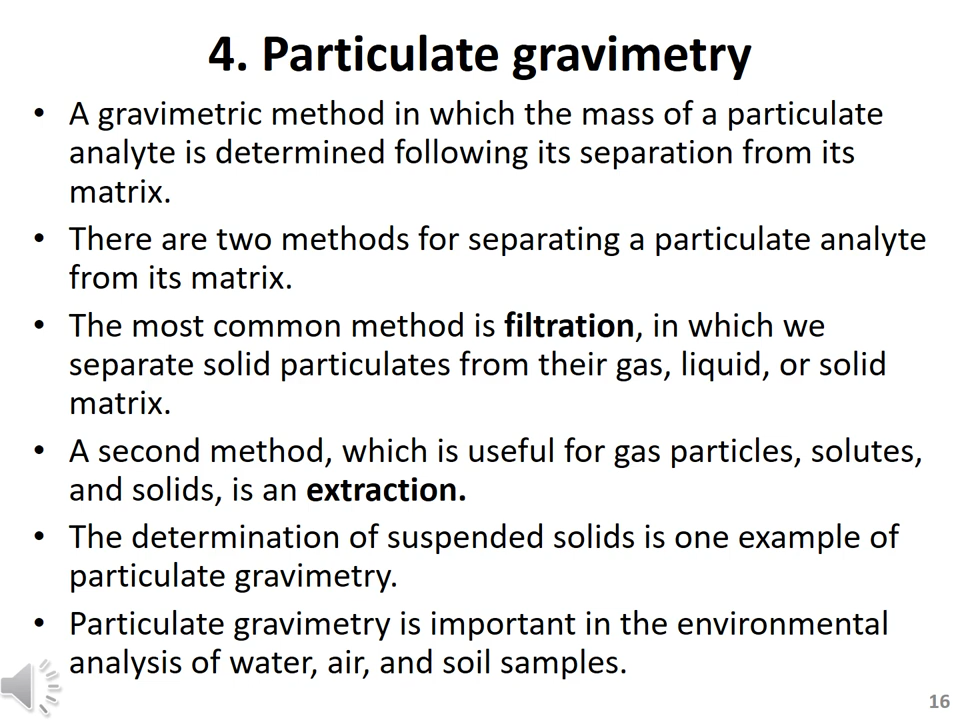 4. Particulate gravimetry
• A gravimetric method in which the mass of a particulate
analyte is determined following its separation from its
matrix.
• There are two methods for separating a particulate analyte
from its matrix.
• The most common method is filtration, in which we
separate solid particulates from their gas, liquid, or solid
matrix.
• A second method, which is useful for gas particles, solutes,
and solids, is an extraction.
• The determination of suspended solids is one example of
particulate gravimetry.
• Particulate gravimetry is important in the environmental
analysis of water, air, and soil samples.
16